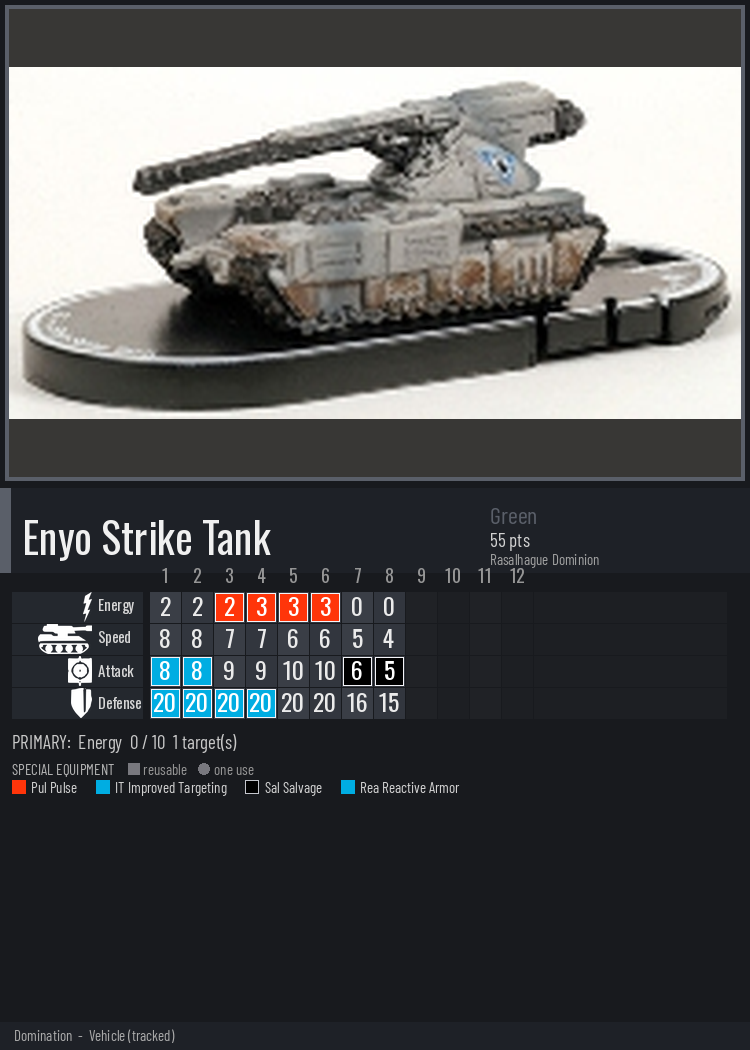 Enyo Strike Tank
Green
55 pts
Rasalhague Dominion
1 2 3 4 5 6 7 8 9 10 11 12
Energy 2 2 2 3 3 3 0 0
Speed 8 8 7 7 6 6 5 4
Attack 8 8 9 9 10 10 6 5
Defense 20 20 20 20 20 20 16 15
PRIMARY: Energy 0 / 10 1 target(s)
SPECIAL EQUIPMENT reusable one use
Pul Pulse IT Improved Targeting Sal Salvage Rea Reactive Armor
Domination - Vehicle (tracked)